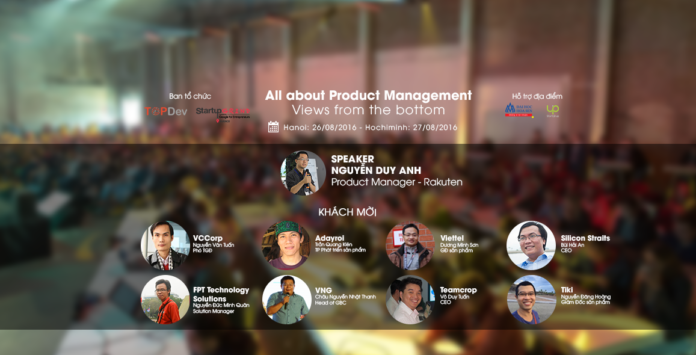 Ban tổ chức
TOPDev
Startup
All about Product Management
Views from the bottom
Hanoi: 26/08/2016 - Hochiminh: 27/08/2016
Hỗ trợ địa điểm
SPEAKER
NGUYỄN DUY ANH
Product Manager - Rakuten
KHÁCH MỜI
VCCorp
Nguyễn Văn Tuấn
Phó TGĐ
Adayroi
Trần Quang Kiên
TP Phát triển sản phẩm
Viettel
Dương Minh Sơn
GĐ sản phẩm
Silicon Straits
Bùi Hải An
CEO
FPT Technology
Solutions
Nguyễn Đức Minh Quân
Solution Manager
VNG
Châu Nguyễn Nhật Thanh
Head of GBC
Teamcrop
Võ Duy Tuấn
CEO
Tiki
Nguyễn Đăng Hoàng
Giám Đốc sản phẩm